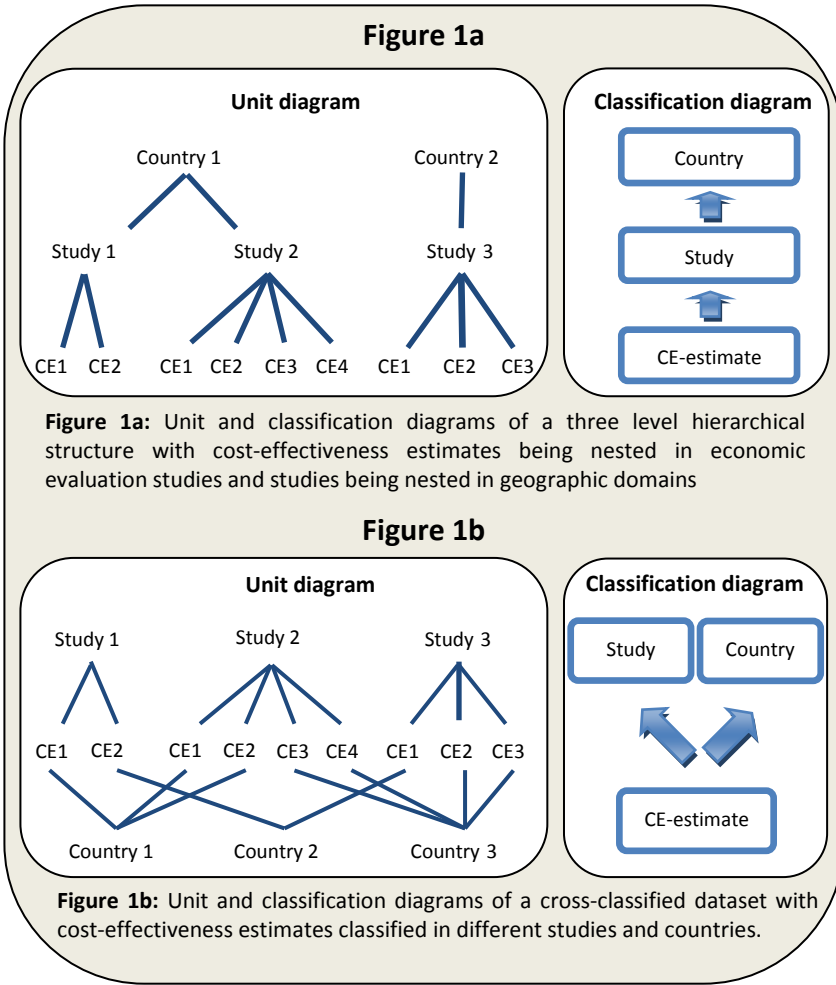 Figure 1a
Unit diagram
Country 1 Country 2
Study 1 Study 2 Study 3
CE1 CE2 CE1 CE2 CE3 CE4 CE1 CE2 CE3
Classification diagram
Country
Study
CE-estimate
Figure 1a: Unit and classification diagrams of a three level hierarchical
structure with cost-effectiveness estimates being nested in economic
evaluation studies and studies being nested in geographic domains
Figure 1b
Unit diagram
Study 1 Study 2 Study 3
CE1 CE2 CE1 CE2 CE3 CE4 CE1 CE2 CE3
Country 1 Country 2 Country 3
Classification diagram
Study Country
CE-estimate
Figure 1b: Unit and classification diagrams of a cross-classified dataset with
cost-effectiveness estimates classified in different studies and countries.